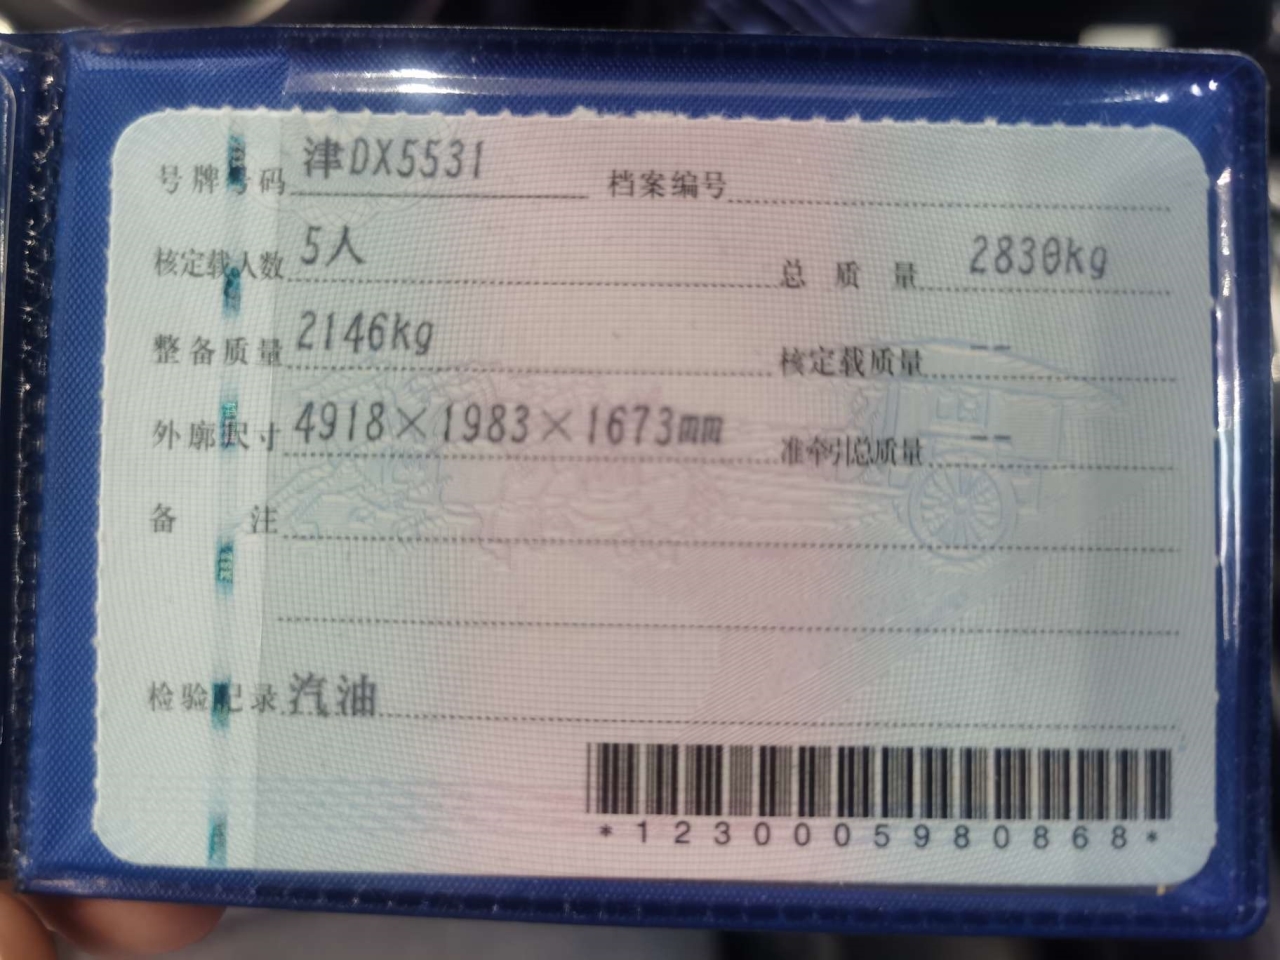 号牌号码 津DX5531 档案编号
核定载人数 5人 总质量 2830kg
整备质量 2146kg 核定载质量 --
外廓尺寸 4918×1983×1673mm 准牵引总质量 --
备注
检验记录 汽油
*1230005980868*